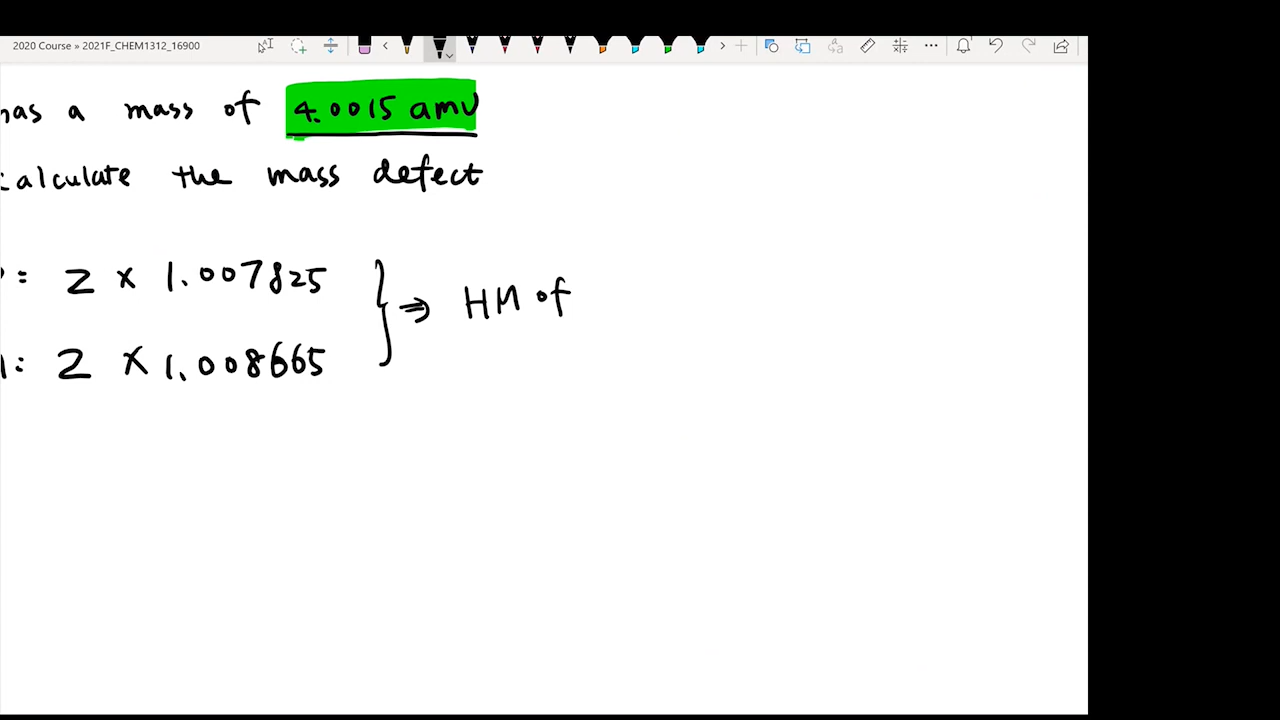 2020 Course » 2021F_CHEM1312_16900
has a mass of 4.0015 amu
calculate the mass defect
: 2 x 1.007825
: 2 x 1.008665
} ⇒ HM of